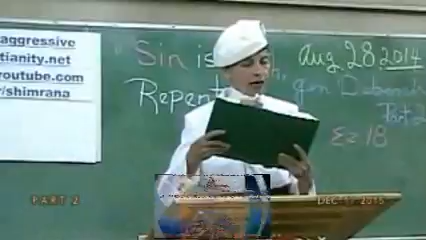 aggressive
tianity.net
youtube.com
/shimrana
Sin is
Aug 28, 2014
Repent
Part 2
Ez 18
PART 2
DEC 17 2015